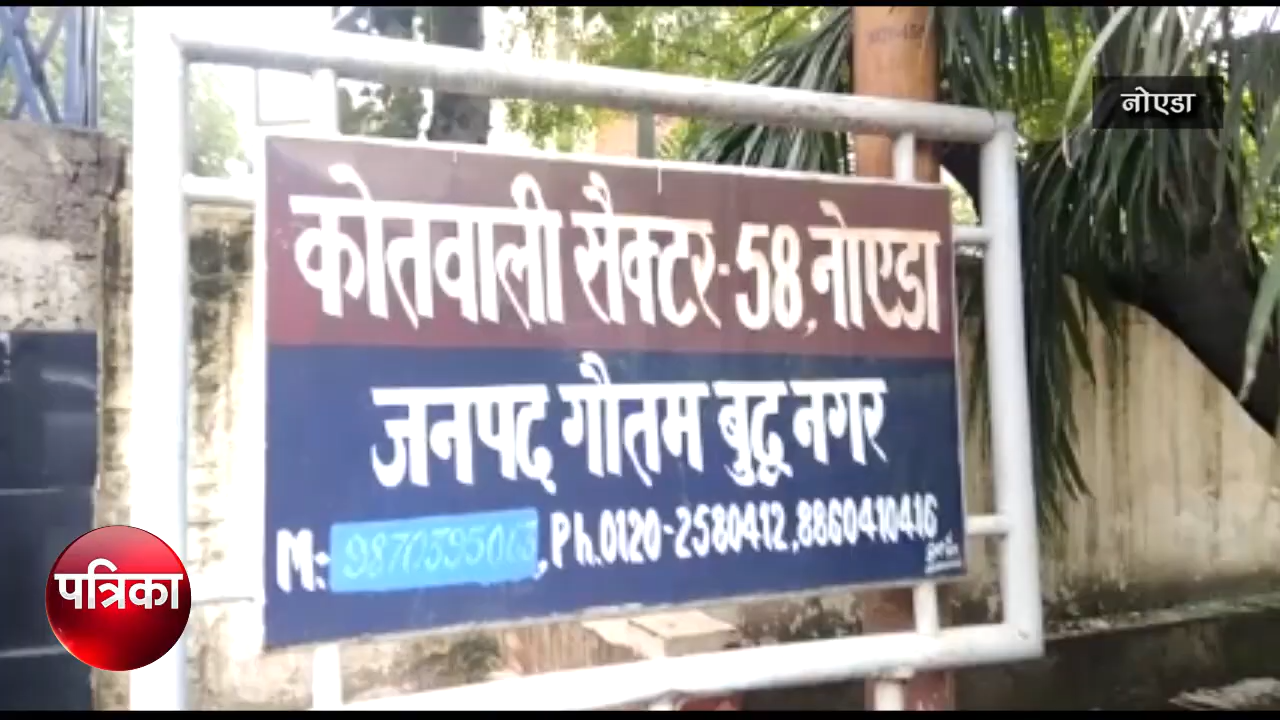 नोएडा
कोतवाली सैक्टर-58, नोएडा
जनपद गौतम बुद्ध नगर
M:, Ph.0120-2580412,8860410416
पत्रिका